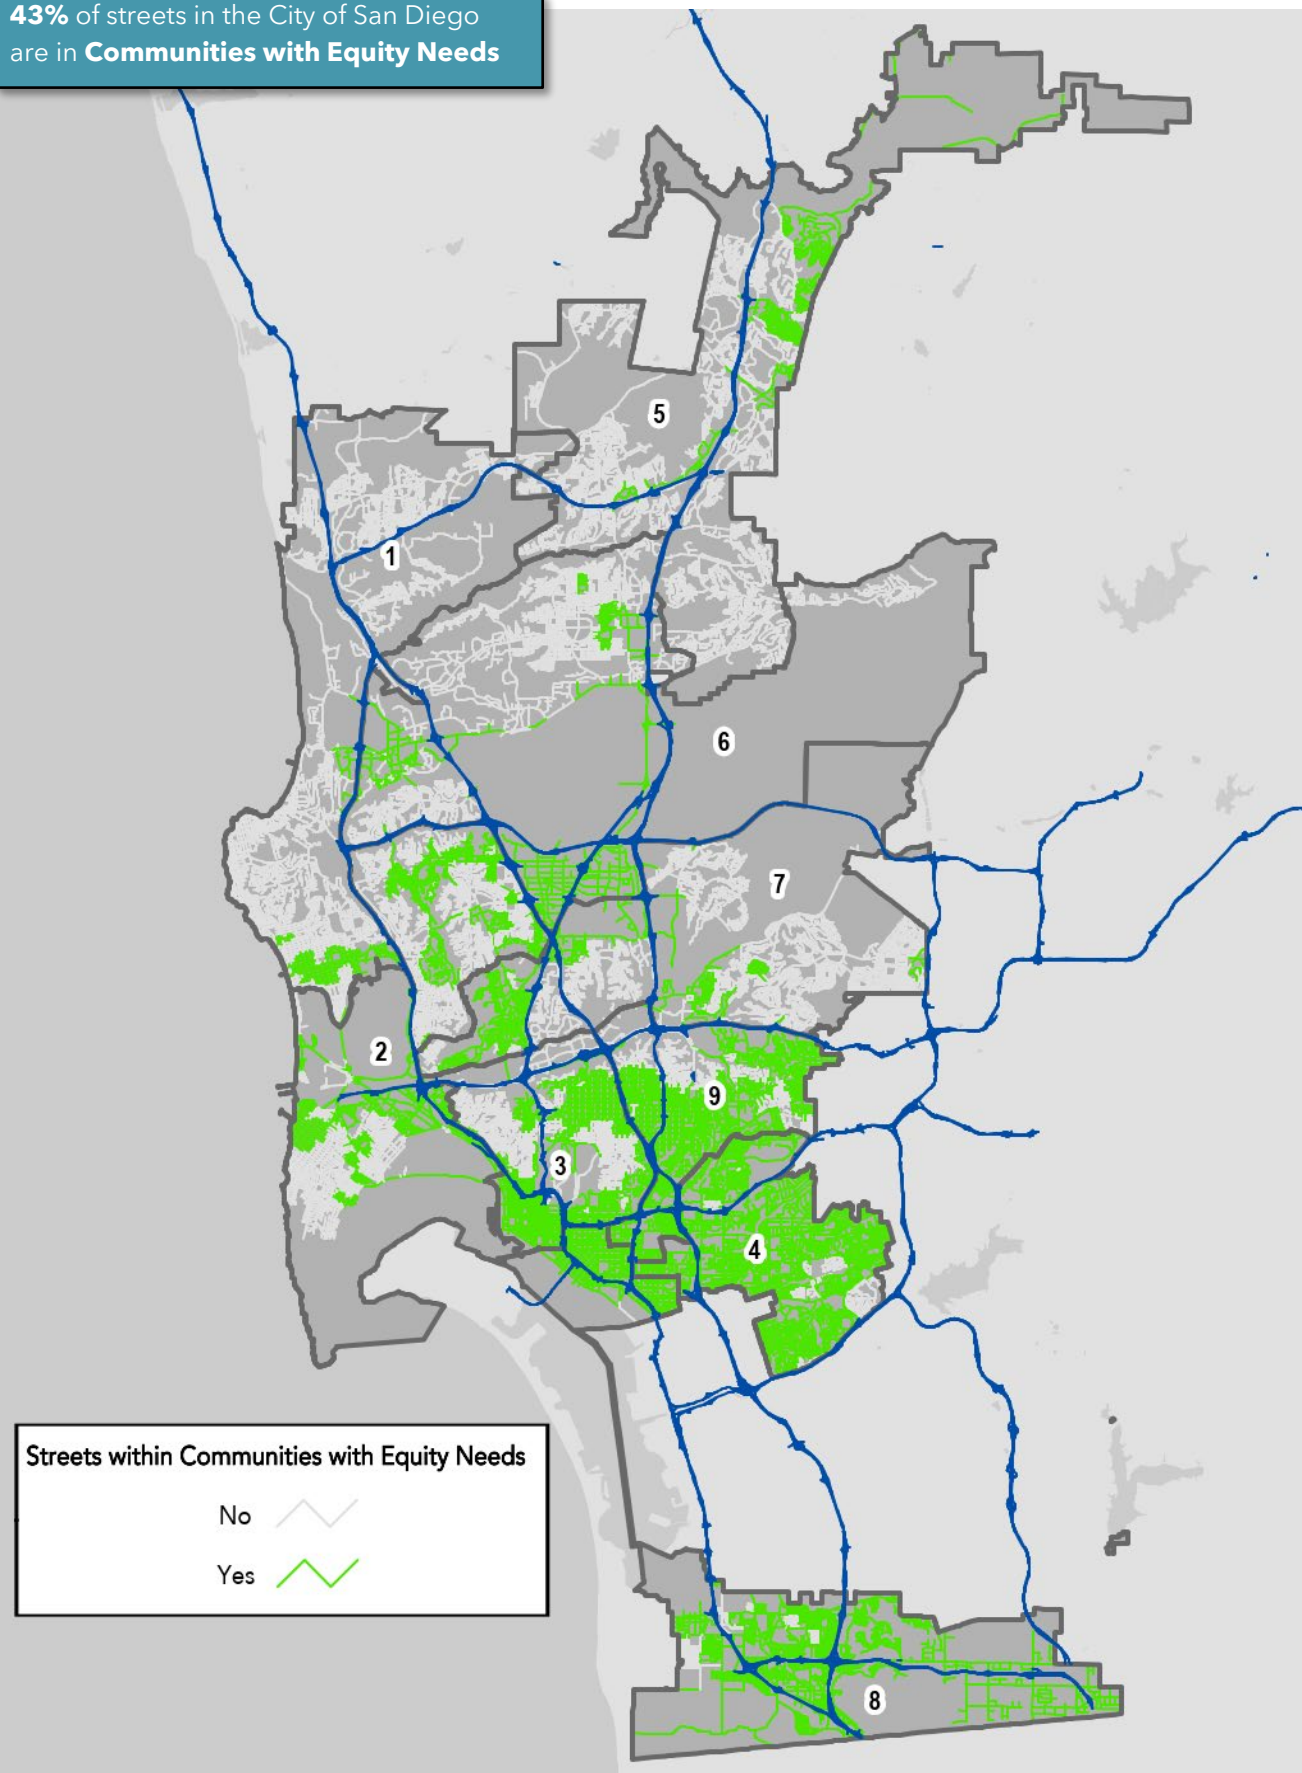 43% of streets in the City of San Diego
are in Communities with Equity Needs
5
1
6
7
2
9
3
4
Streets within Communities with Equity Needs
No
Yes
8